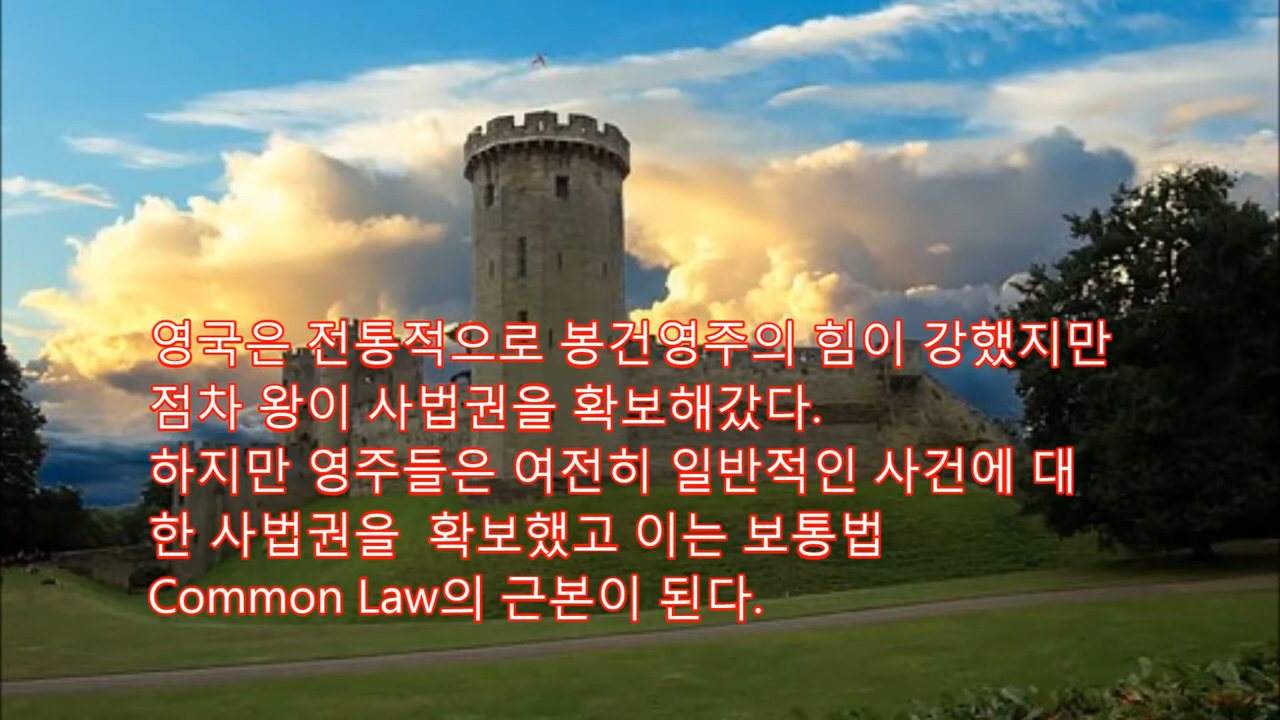 영국은 전통적으로 봉건영주의 힘이 강했지만
점차 왕이 사법권을 확보해갔다.
하지만 영주들은 여전히 일반적인 사건에 대
한 사법권을  확보했고 이는 보통법
Common Law의 근본이 된다.